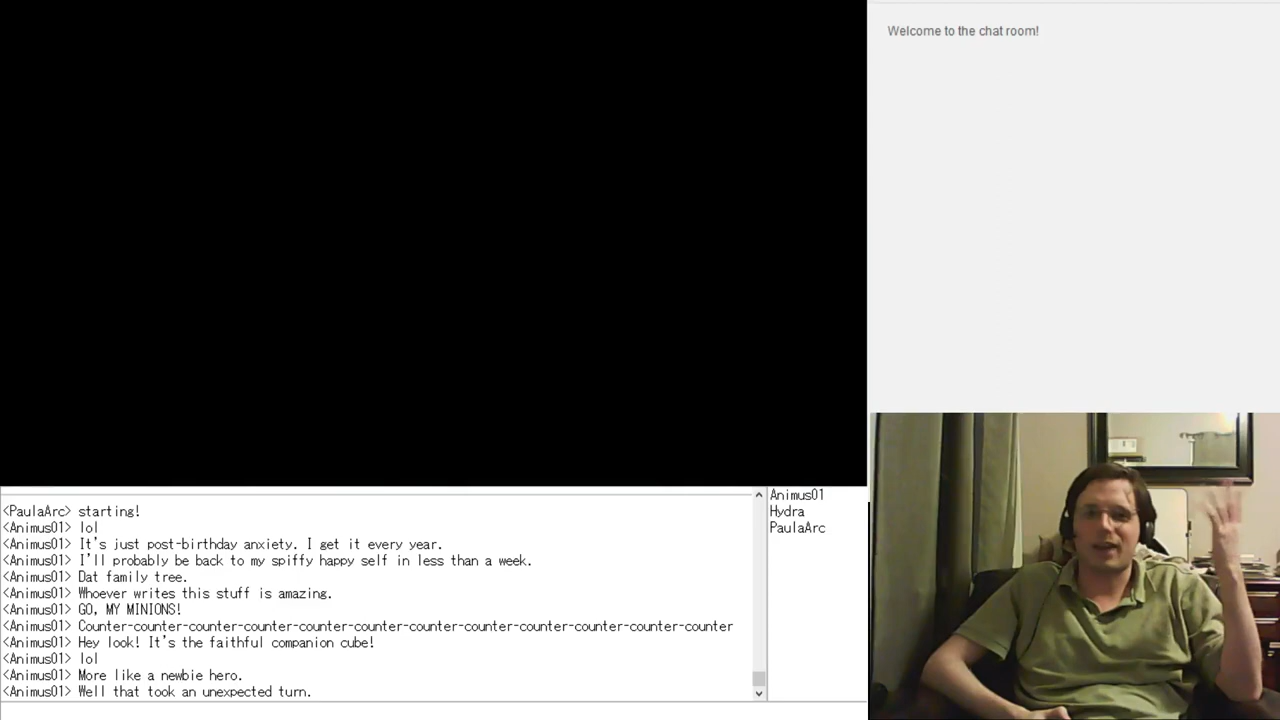 Welcome to the chat room!
<PaulaArc> starting!
<Animus01> lol
<Animus01> It's just post-birthday anxiety. I get it every year.
<Animus01> I'll probably be back to my spiffy happy self in less than a week.
<Animus01> Dat family tree.
<Animus01> Whoever writes this stuff is amazing.
<Animus01> GO, MY MINIONS!
<Animus01> Counter-counter-counter-counter-counter-counter-counter-counter-counter-counter-counter-counter
<Animus01> Hey look! It's the faithful companion cube!
<Animus01> lol
<Animus01> More like a newbie hero.
<Animus01> Well that took an unexpected turn.
Animus01
Hydra
PaulaArc